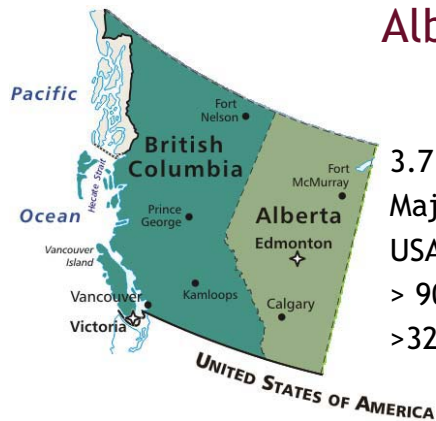 Alb
Pacific
Ocean
Hecate Strait
Vancouver
Island
Fort
Nelson
British
Columbia
Prince
George
Kamloops
Vancouver
Victoria
Fort
McMurray
Alberta
Edmonton
Calgary
UNITED STATES OF AMERICA
3.7
Maj
USA
> 90
>32